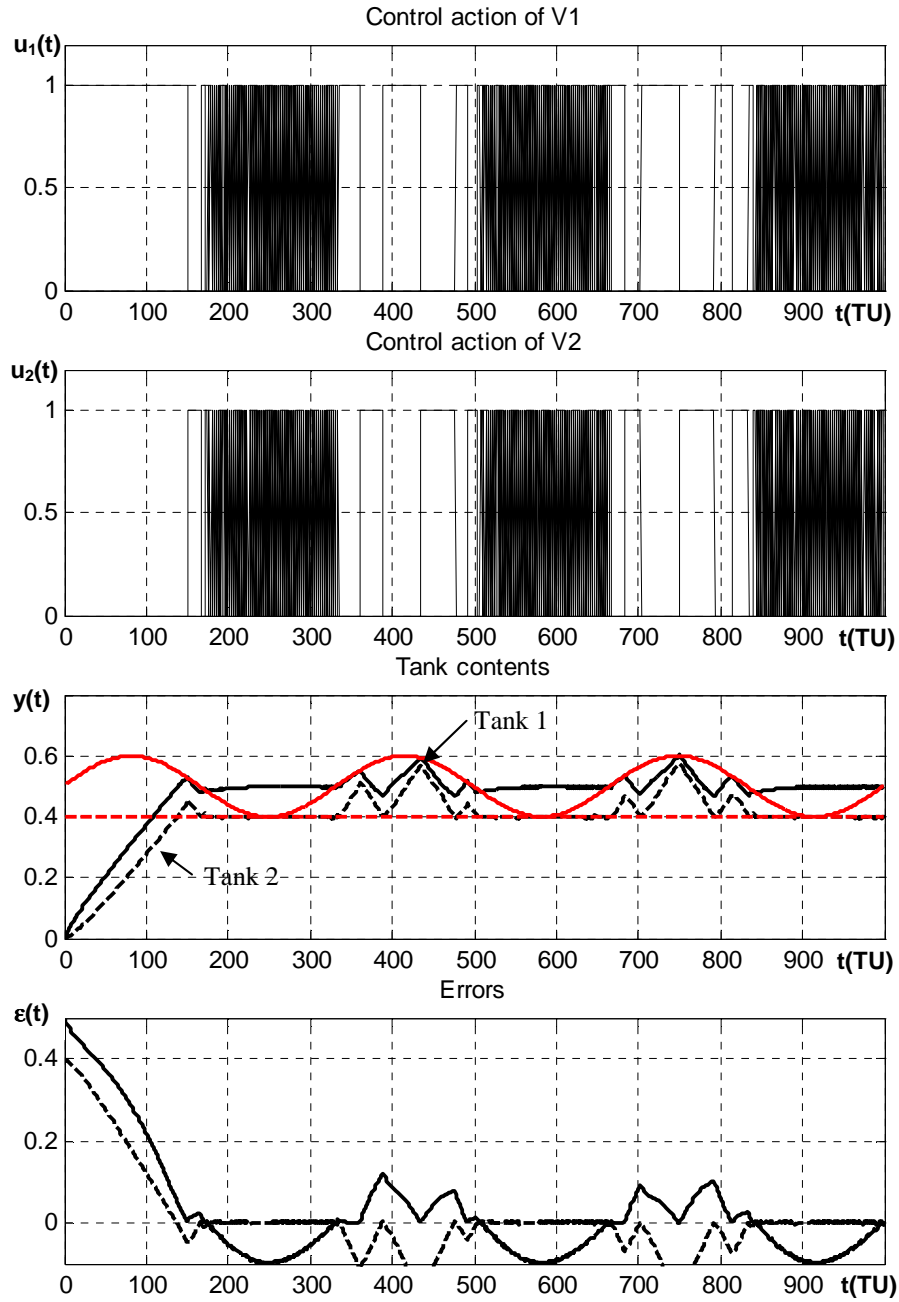 Control action of V1
u₁(t)
1
0.5
0
0 100 200 300 400 500 600 700 800 900 t(TU)
Control action of V2
u₂(t)
1
0.5
0
0 100 200 300 400 500 600 700 800 900 t(TU)
Tank contents
y(t)
Tank 1
0.6
0.4
Tank 2
0.2
0
0 100 200 300 400 500 600 700 800 900 t(TU)
Errors
ε(t)
0.4
0.2
0
0 100 200 300 400 500 600 700 800 900 t(TU)